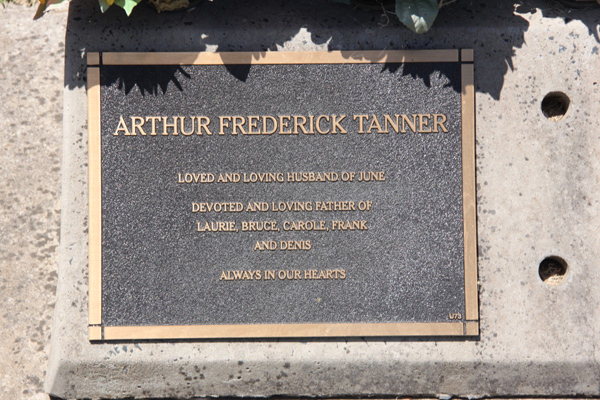 ARTHUR FREDERICK TANNER
LOVED AND LOVING HUSBAND OF JUNE
DEVOTED AND LOVING FATHER OF
LAURIE, BRUCE, CAROLE, FRANK
AND DENIS
ALWAYS IN OUR HEARTS